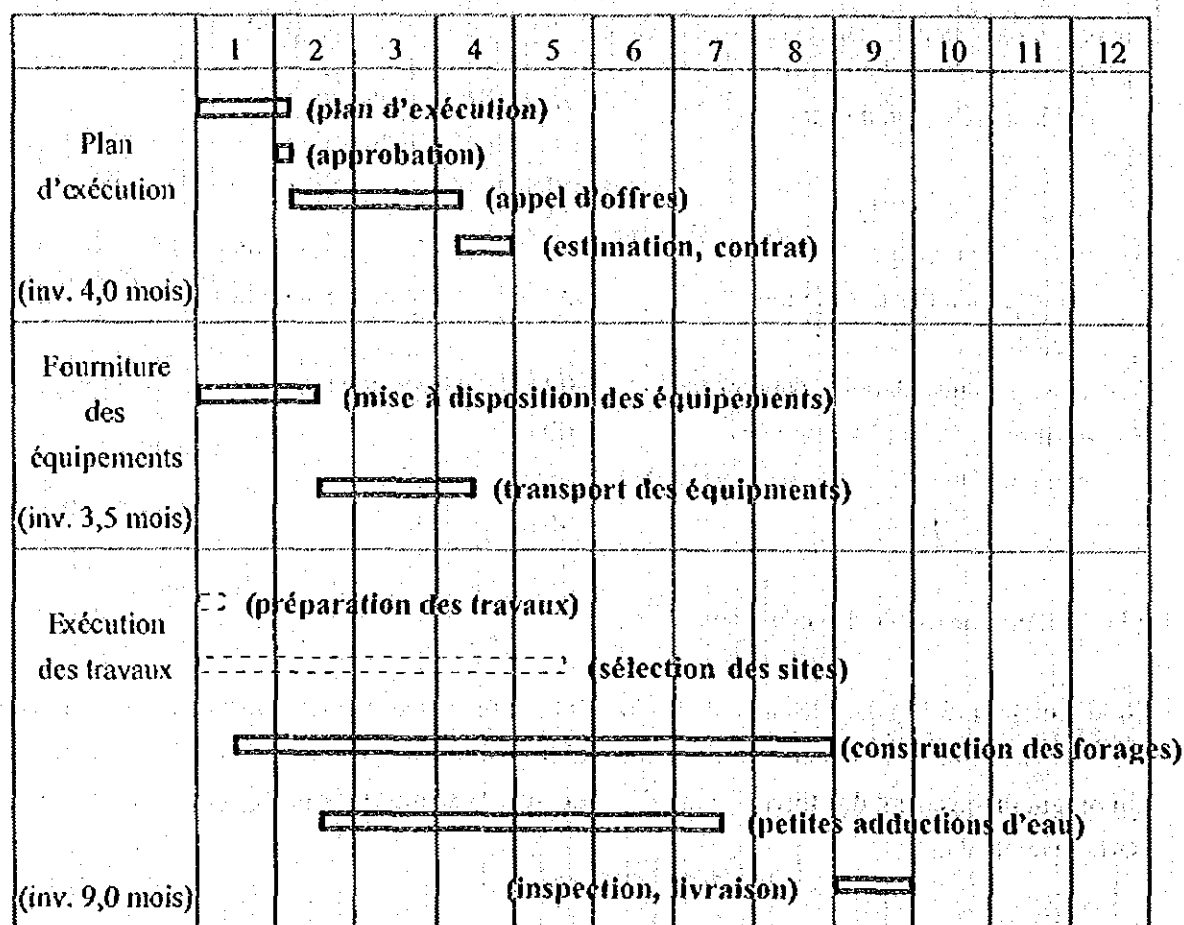 1 2 3 4 5 6 7 8 9 10 11 12
Plan
d'exécution
(inv. 4,0 mois)
(plan d'exécution)
(approbation)
(appel d'offres)
(estimation, contrat)
Fourniture
des
équipements
(inv. 3,5 mois)
(mise à disposition des équipements)
(transport des équipments)
Exécution
des travaux
(inv. 9,0 mois)
(préparation des travaux)
(sélection des sites)
(construction des forages)
(petites adductions d'eau)
(inspection, livraison)